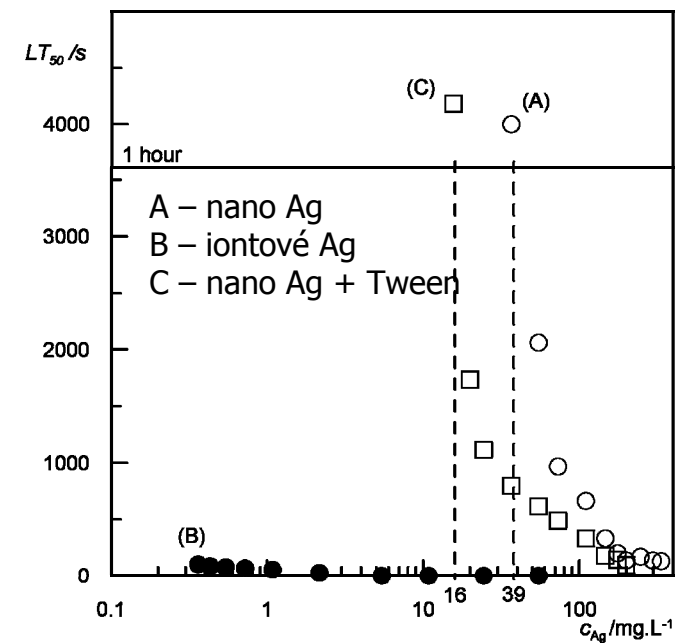 LT50 /s
(C)
(A)
4000
1 hour
A – nano Ag
B – iontové Ag
C – nano Ag + Tween
3000
2000
1000
(B)
0
16
39
0.1
1
10
100
cAg /mg.L-1